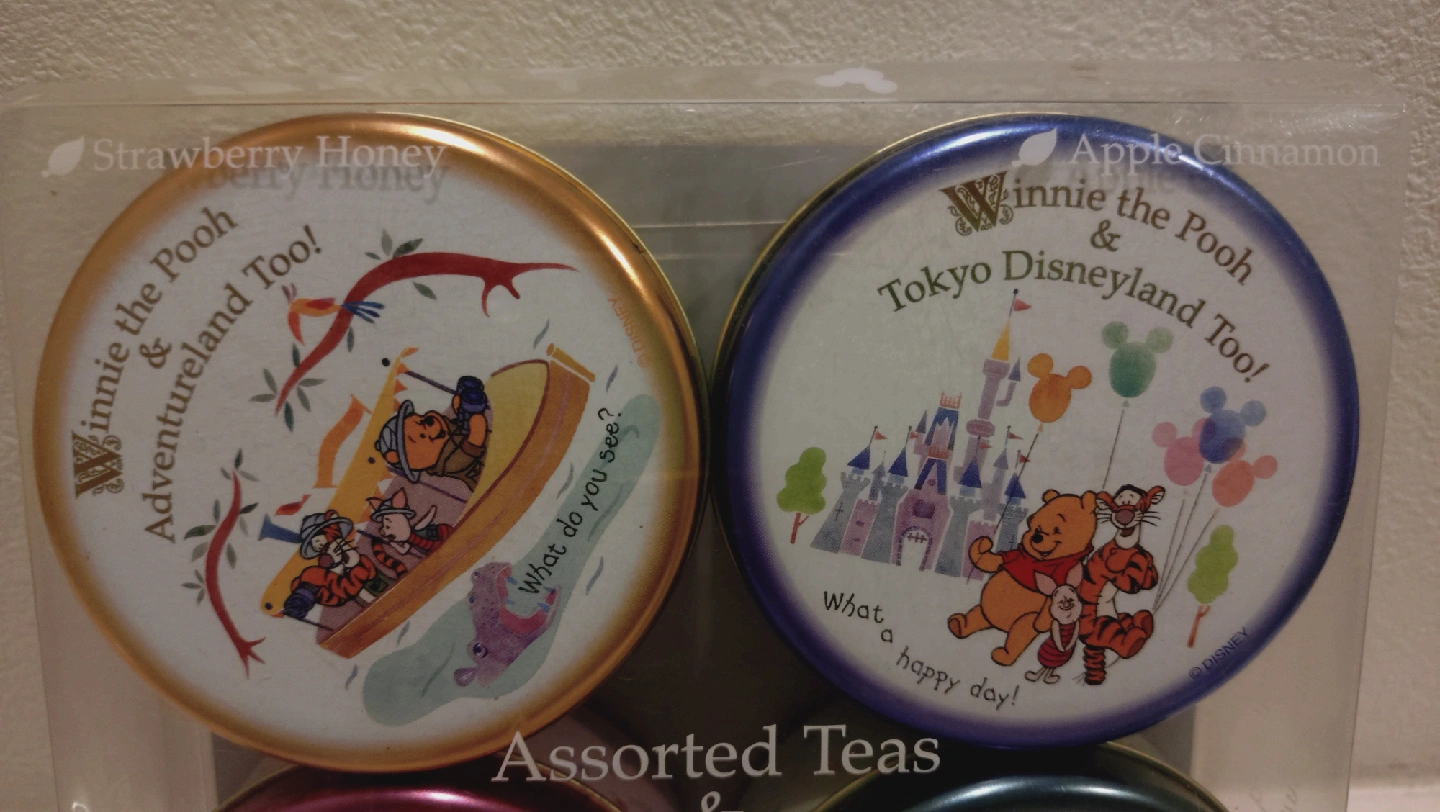 Strawberry Honey
Winnie the Pooh
&
Adventureland Too!
©DISNEY
What do you see?
Apple Cinnamon
Winnie the Pooh
&
Tokyo Disneyland Too!
What
a
happy day!
©DISNEY
Assorted Teas
&